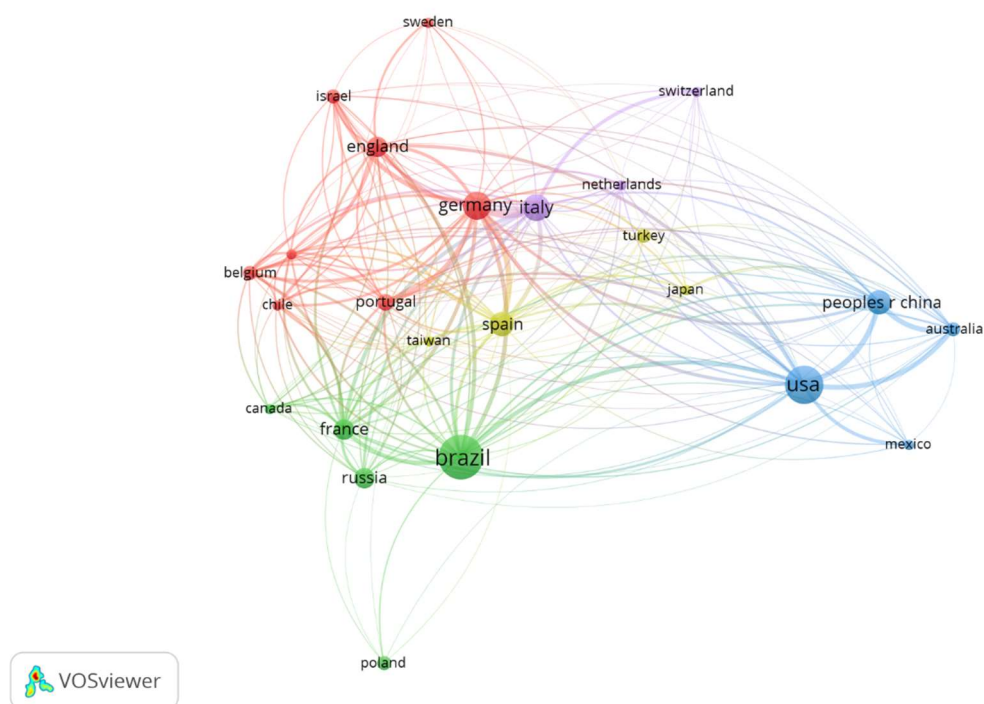 sweden
israel
switzerland
england
netherlands
germany
italy
turkey
belgium
japan
chile
portugal
peoples r china
spain
australia
taiwan
usa
canada
france
mexico
brazil
russia
poland
VOSviewer